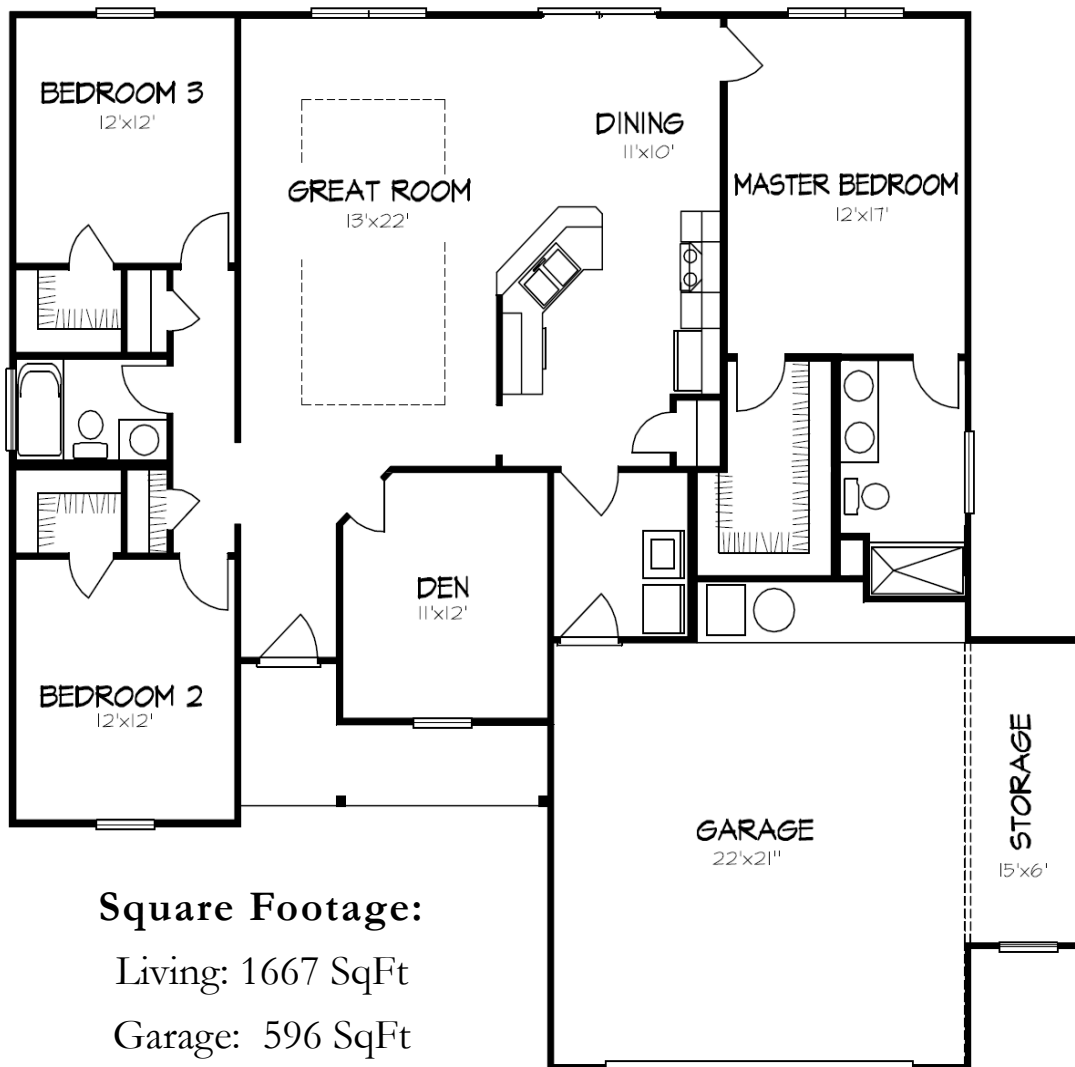 BEDROOM 3
12'x12'
GREAT ROOM
13'x22'
DINING
11'x10'
MASTER BEDROOM
12'x17'
DEN
11'x12'
BEDROOM 2
12'x12'
GARAGE
22'x21"
STORAGE
15'x6'
Square Footage:
Living: 1667 SqFt
Garage: 596 SqFt